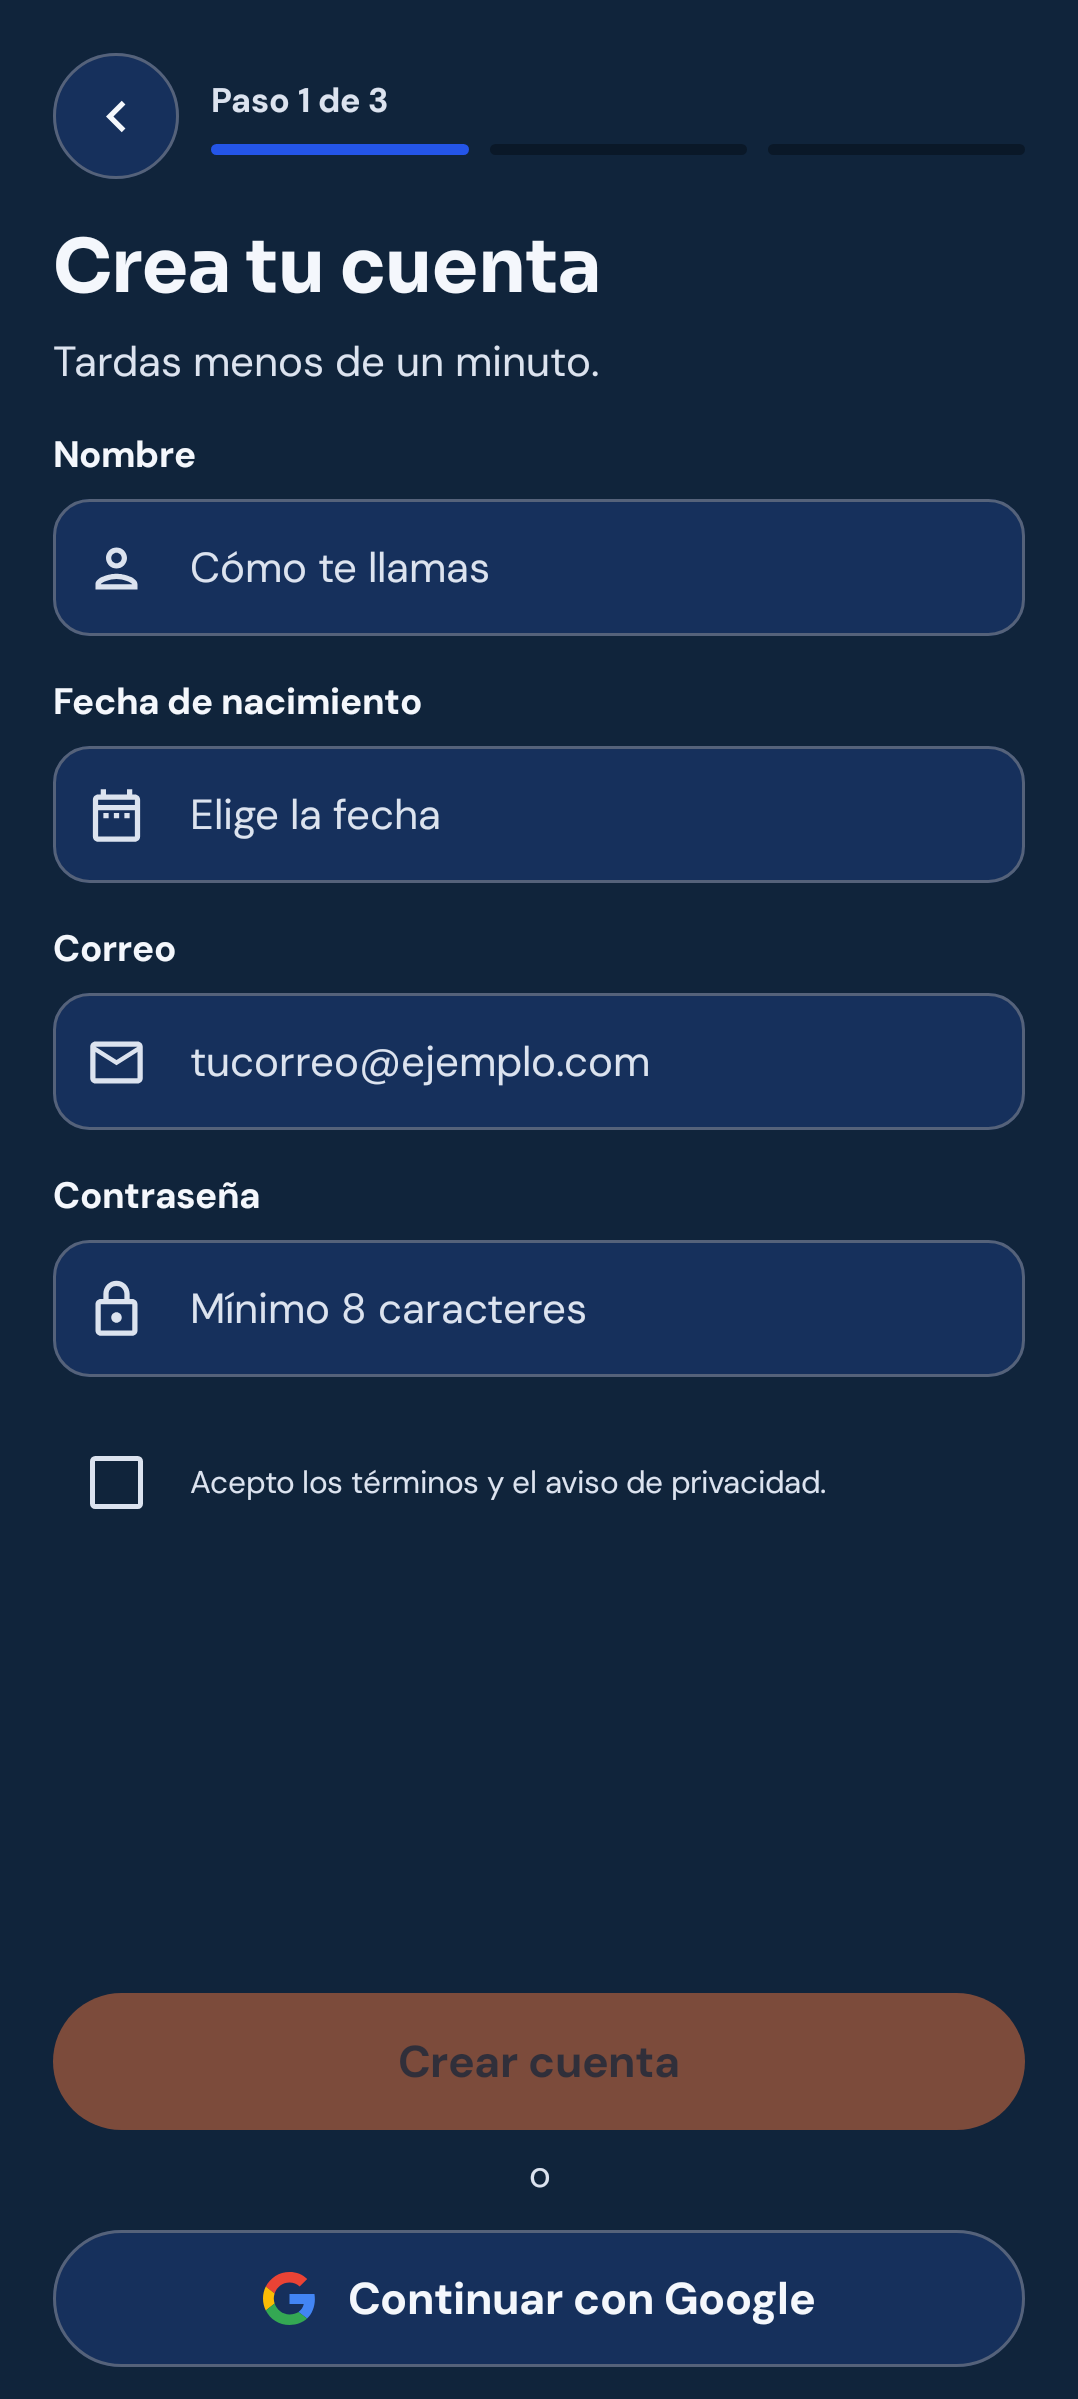 Paso 1 de 3
Crea tu cuenta
Tardas menos de un minuto.
Nombre
Cómo te llamas
Fecha de nacimiento
Elige la fecha
Correo
tucorreo@ejemplo.com
Contraseña
Mínimo 8 caracteres
Acepto los términos y el aviso de privacidad.
Crear cuenta
o
Continuar con Google